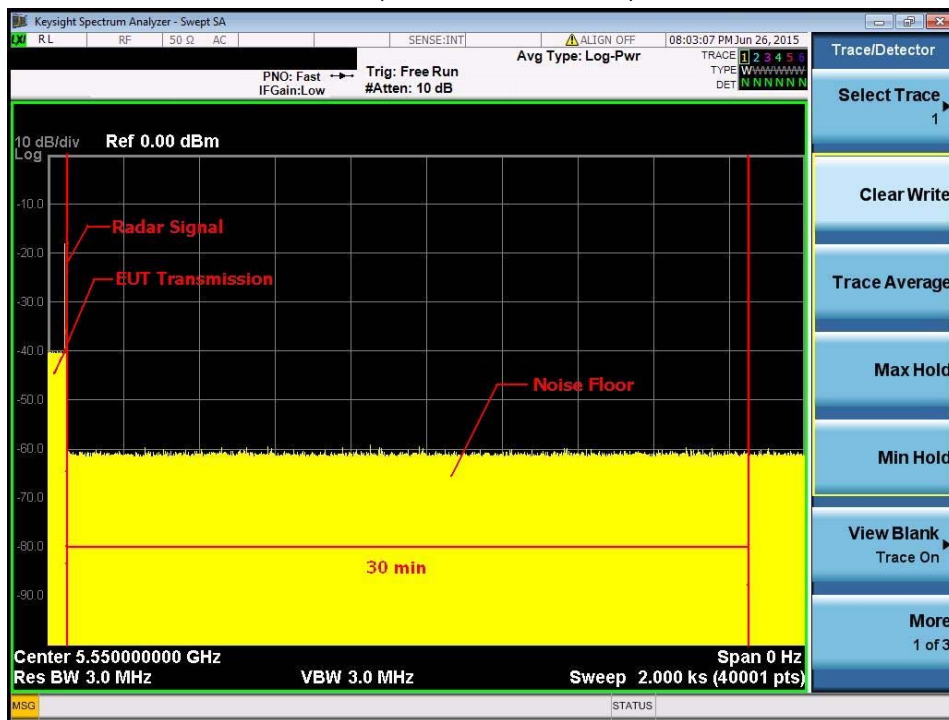 Keysight Spectrum Analyzer - Swept SA
LXI RL RF 50 Ω AC SENSE:INT ALIGN OFF 08:03:07 PM Jun 26, 2015
Avg Type: Log-Pwr
TRACE 1 2 3 4 5 6
PNO: Fast
IFGain:Low
Trig: Free Run
#Atten: 10 dB
TYPE WWWWWW
DET N N N N N N
10 dB/div
Log
Ref 0.00 dBm
-10.0
-20.0
-30.0
-40.0
-50.0
-60.0
-70.0
-80.0
-90.0
Radar Signal
EUT Transmission
Noise Floor
30 min
Center 5.550000000 GHz
Span 0 Hz
Res BW 3.0 MHz
VBW 3.0 MHz
Sweep 2.000 ks (40001 pts)
MSG
STATUS
Trace/Detector
Select Trace
1
Clear Write
Trace Average
Max Hold
Min Hold
View Blank
Trace On
More
1 of 3